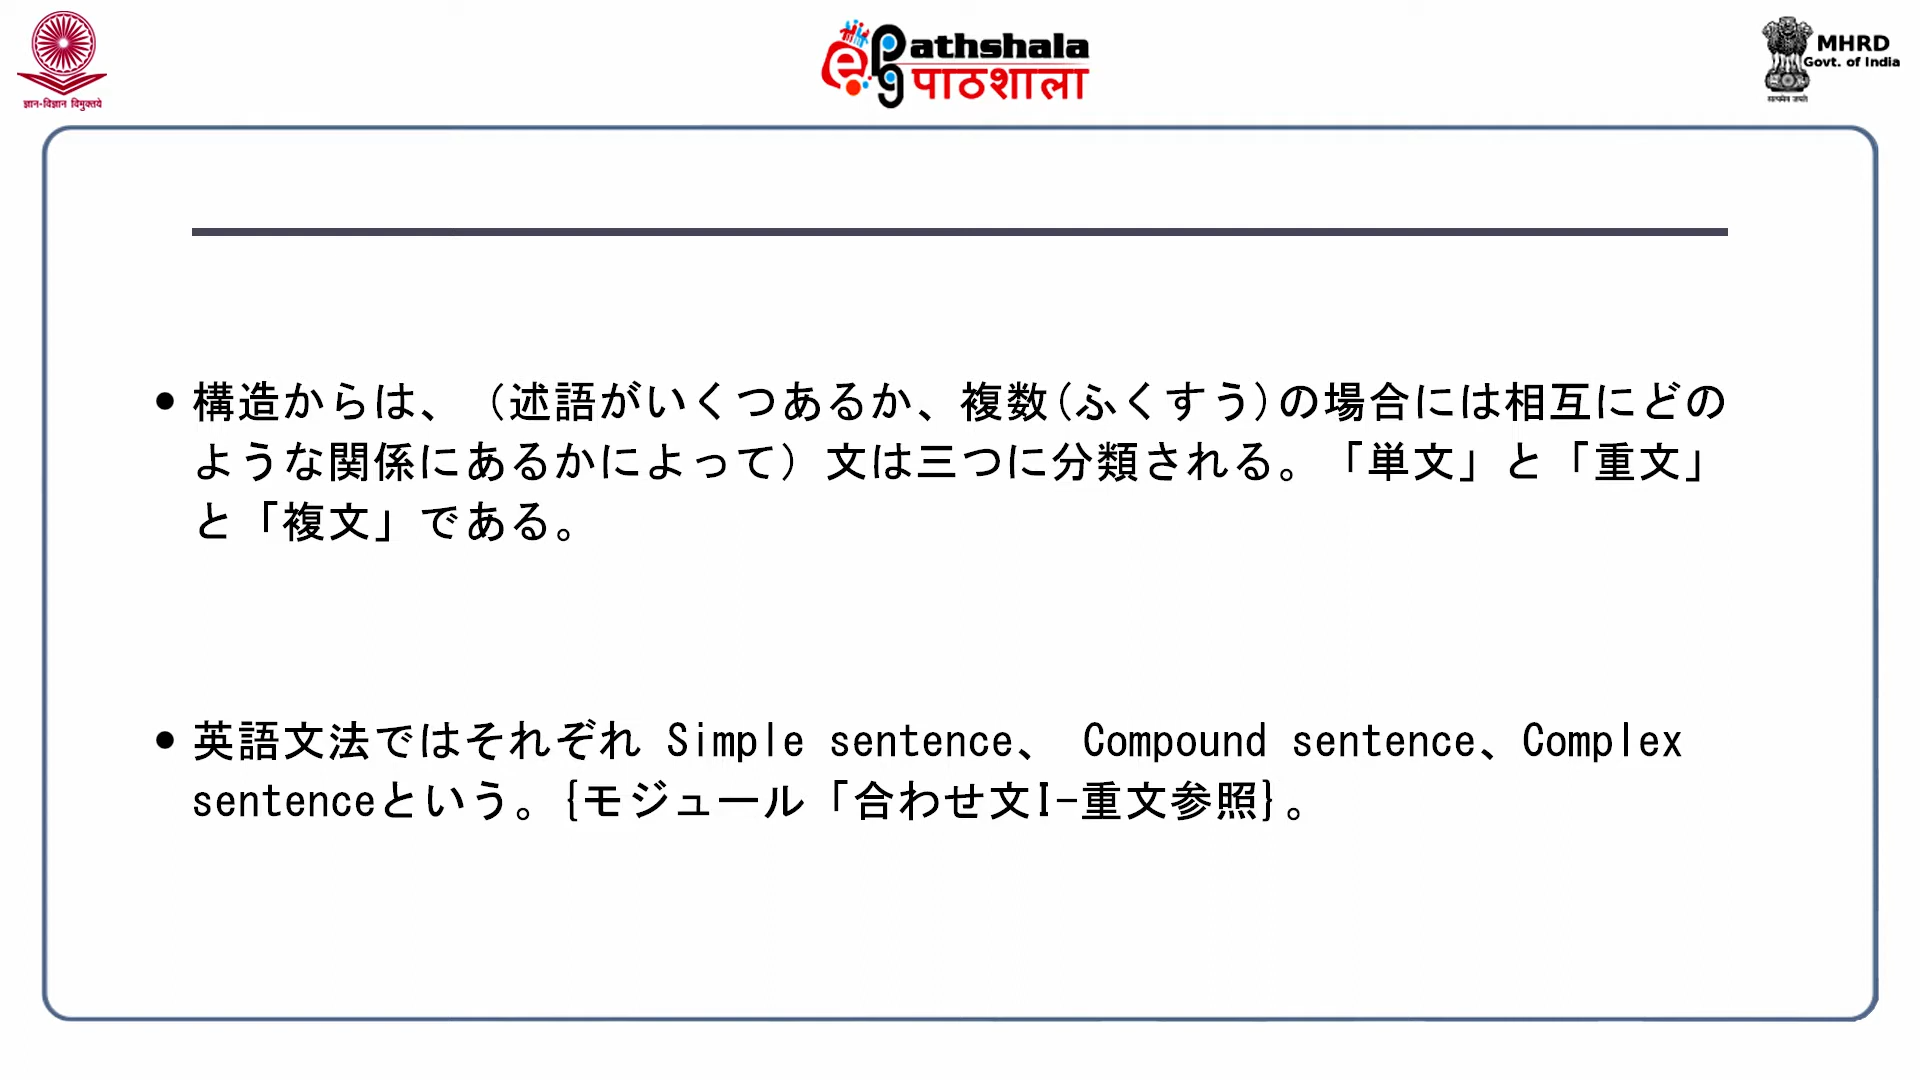 ज्ञान-विज्ञान विमुक्तये
ePathshala
पाठशाला
MHRD
Govt. of India
सत्यमेव जयते
• 構造からは、（述語がいくつあるか、複数(ふくすう)の場合には相互にどの
ような関係にあるかによって）文は三つに分類される。「単文」と「重文」
と「複文」である。
• 英語文法ではそれぞれ Simple sentence、 Compound sentence、Complex
sentenceという。{モジュール「合わせ文I-重文参照}。